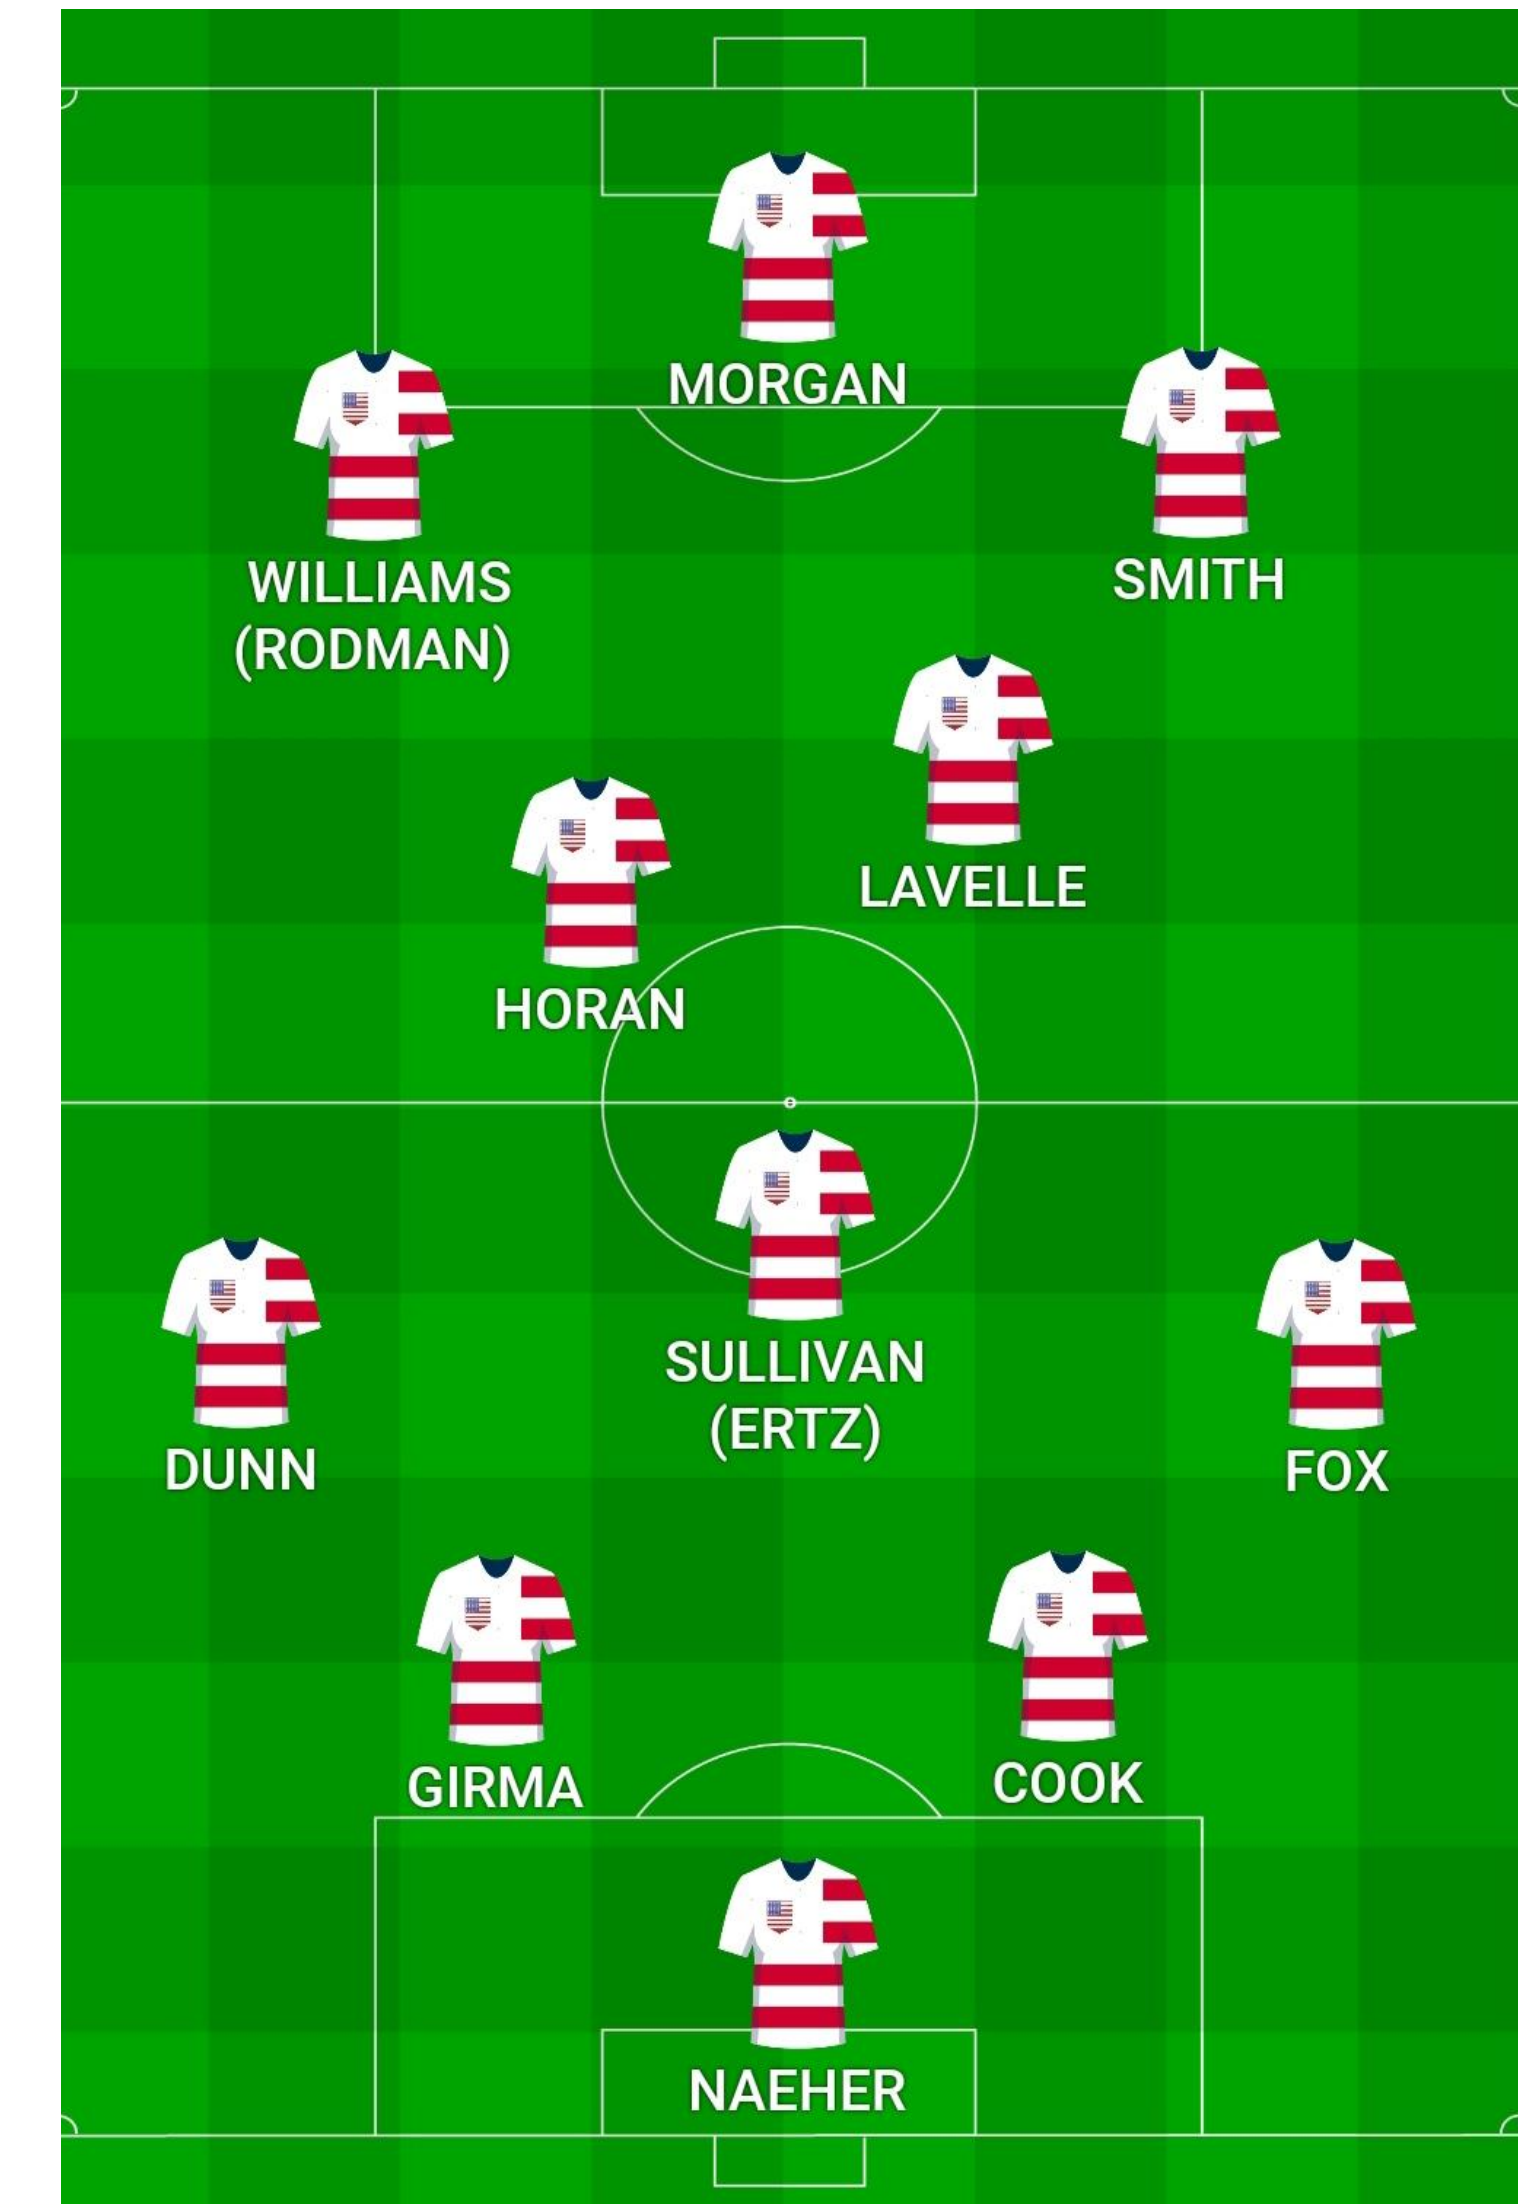 MORGAN
WILLIAMS
(RODMAN)
SMITH
LAVELLE
HORAN
SULLIVAN
(ERTZ)
DUNN
FOX
GIRMA
COOK
NAEHER